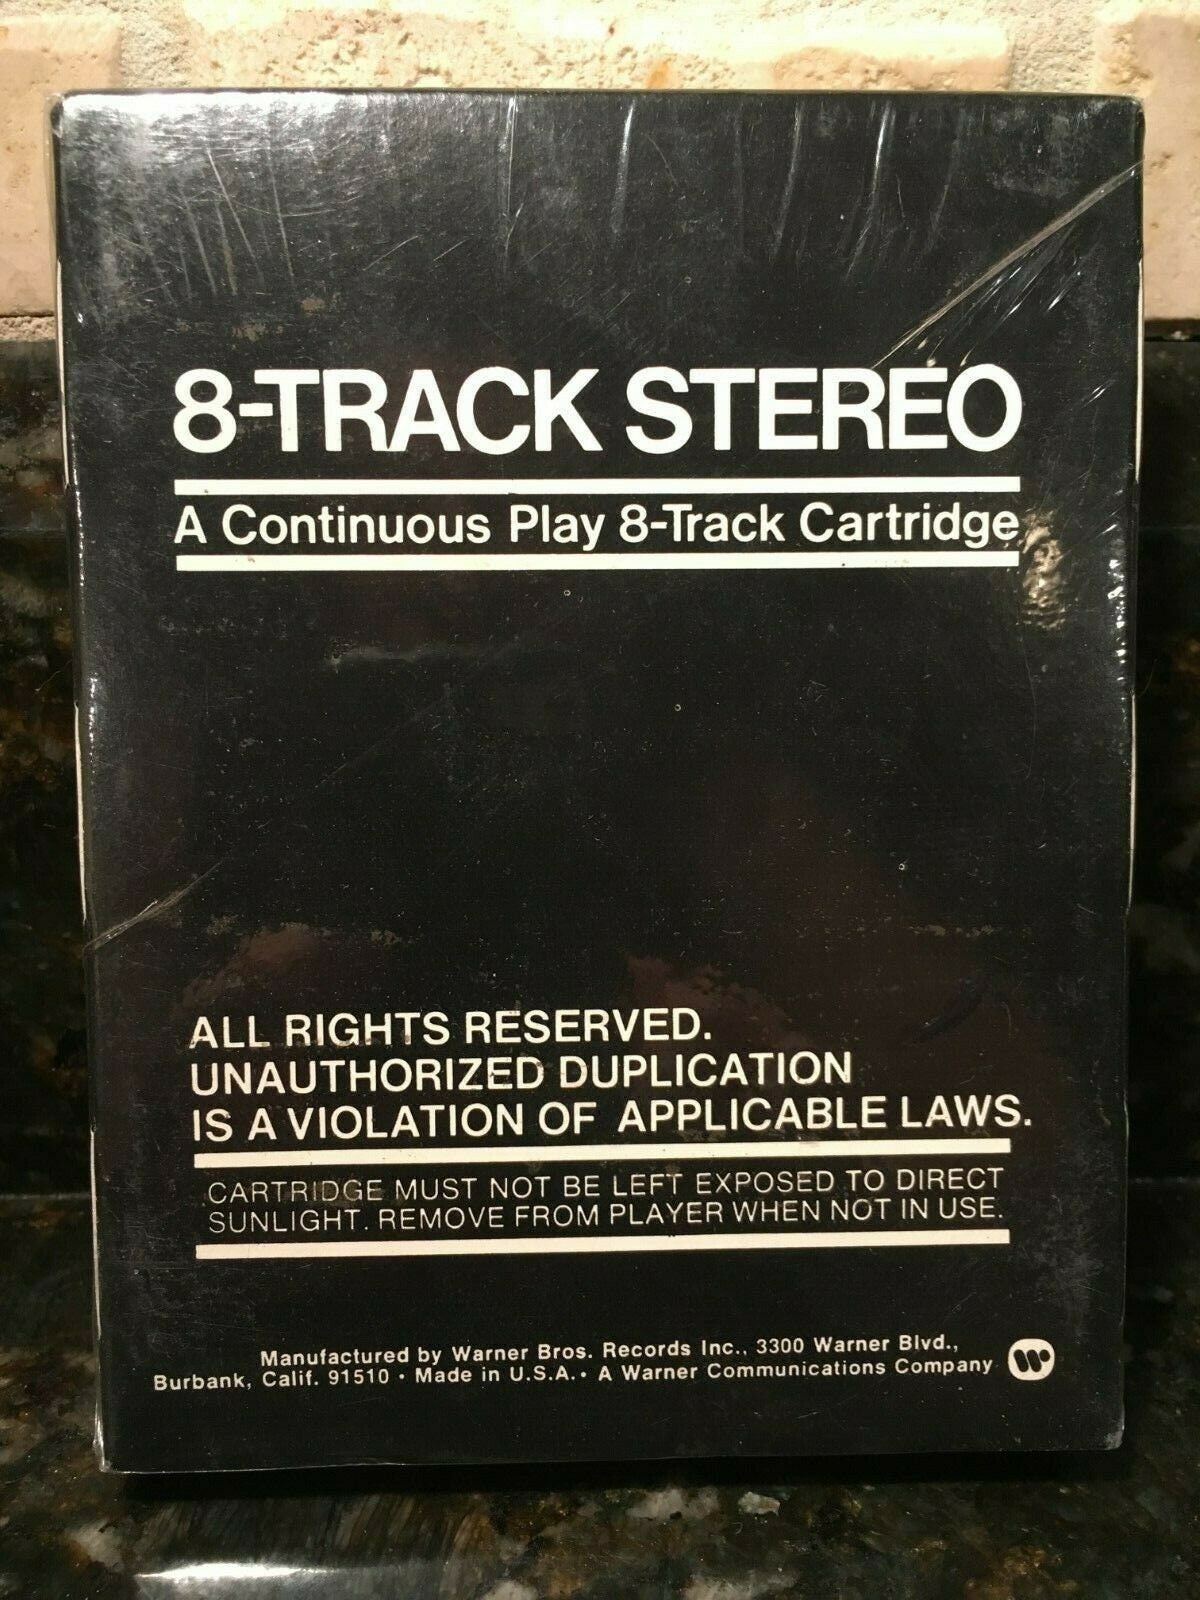 8-TRACK STEREO
A Continuous Play 8-Track Cartridge
ALL RIGHTS RESERVED.
UNAUTHORIZED DUPLICATION
IS A VIOLATION OF APPLICABLE LAWS.
CARTRIDGE MUST NOT BE LEFT EXPOSED TO DIRECT
SUNLIGHT. REMOVE FROM PLAYER WHEN NOT IN USE.
Manufactured by Warner Bros. Records Inc., 3300 Warner Blvd.,
Burbank, Calif. 91510 • Made in U.S.A. • A Warner Communications Company